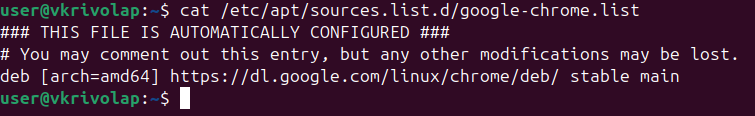 user@vkrivolap:~$ cat /etc/apt/sources.list.d/google-chrome.list
### THIS FILE IS AUTOMATICALLY CONFIGURED ###
# You may comment out this entry, but any other modifications may be lost.
deb [arch=amd64] https://dl.google.com/linux/chrome/deb/ stable main
user@vkrivolap:~$